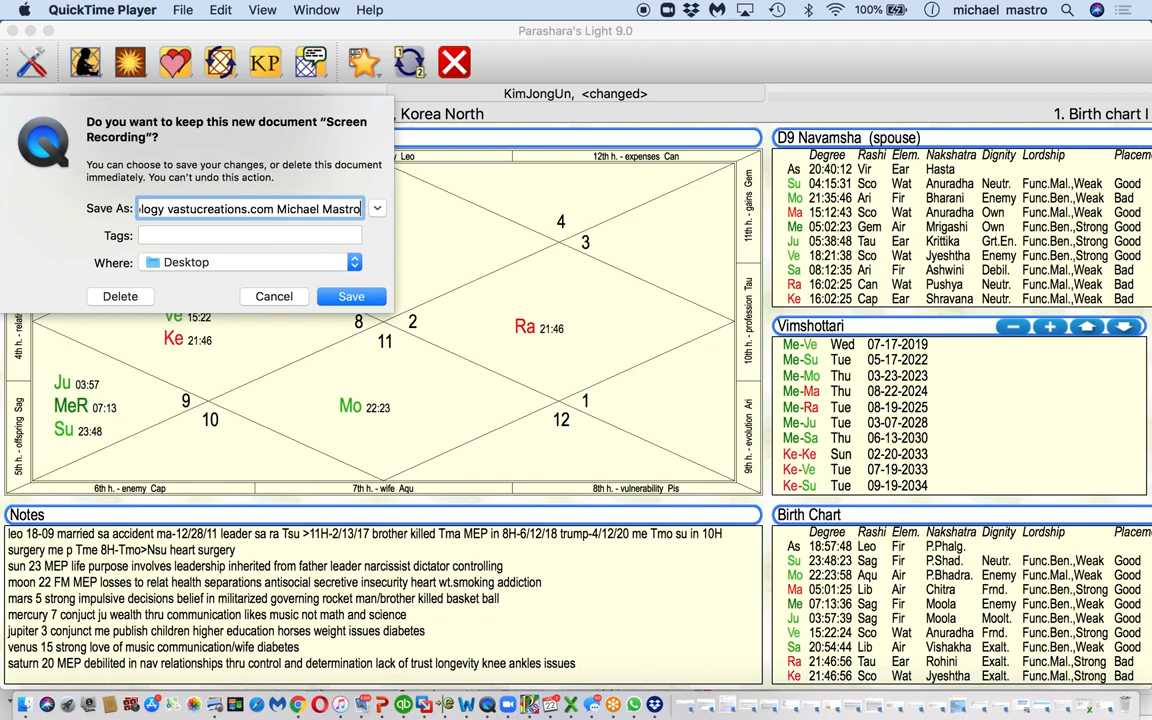 QuickTime Player File Edit View Window Help 100% michael mastro
Parashara's Light 9.0
KP
KimJongUn, <changed>
, Korea North 1. Birth chart I
Do you want to keep this new document “Screen
Recording”?
You can choose to save your changes, or delete this document
immediately. You can’t undo this action.
Save As: ology vastucreations.com Michael Mastro
Tags:
Where: Desktop
Delete Cancel Save
y Leo 12th h. - expenses Can
11th h. - gains Gem
10th h. - profession Tau
9th h. - evolution Ari
4th h. - relati
5th h. - offspring Sag
6th h. - enemy Cap 7th h. - wife Aqu 8th h. - vulnerability Pis
4
3
Ve 15:22
Ke 21:46
8 2
11
Ra 21:46
Ju 03:57
MeR 07:13
Su 23:48
9
10
Mo 22:23
1
12
D9 Navamsha (spouse)
Degree Rashi Elem. Nakshatra Dignity Lordship Placem
As 20:40:12 Vir Ear Hasta
Su 04:15:31 Sco Wat Anuradha Neutr. Func.Mal.,Weak Good
Mo 21:35:46 Ari Fir Bharani Neutr. Func.Ben.,Weak Bad
Ma 15:12:43 Sco Wat Anuradha Own Func.Mal.,Weak Good
Me 05:02:23 Gem Air Mrigashi Own Func.Ben.,Strong Good
Ju 05:38:48 Tau Ear Krittika Grt.En. Func.Ben.,Strong Good
Ve 18:21:38 Sco Wat Jyeshtha Enemy Func.Ben.,Weak Good
Sa 08:12:35 Ari Fir Ashwini Debil. Func.Mal.,Weak Bad
Ra 16:02:25 Can Wat Pushya Neutr. Func.Mal.,Weak Good
Ke 16:02:25 Cap Ear Shravana Neutr. Func.Mal.,Weak Good
Vimshottari
Me-Ve Wed 07-17-2019
Me-Su Tue 05-17-2022
Me-Mo Thu 03-23-2023
Me-Ma Thu 08-22-2024
Me-Ra Tue 08-19-2025
Me-Ju Tue 03-07-2028
Me-Sa Thu 06-13-2030
Ke-Ke Sun 02-20-2033
Ke-Ve Tue 07-19-2033
Ke-Su Tue 09-19-2034
Notes
leo 18-09 married sa accident ma-12/28/11 leader sa ra Tsu >11H-2/13/17 brother killed Tma MEP in 8H-6/12/18 trump-4/12/20 me Tmo su in 10H
surgery me p Tme 8H-Tmo>Nsu heart surgery
sun 23 MEP life purpose involves leadership inherited from father leader narcissist dictator controlling
moon 22 FM MEP losses to relat health separations antisocial secretive insecurity heart wt.smoking addiction
mars 5 strong impulsive decisions belief in militarized governing rocket man/brother killed basket ball
mercury 7 conjuct ju wealth thru communication likes music not math and science
jupiter 3 conjunct me publish children higher education horses weight issues diabetes
venus 15 strong love of music communication/wife diabetes
saturn 20 MEP debilited in nav relationships thru control and determination lack of trust longevity knee ankles issues
Birth Chart
Degree Rashi Elem. Nakshatra Dignity Lordship Placem
As 18:57:48 Leo Fir P.Phalg.
Su 23:48:23 Sag Fir P.Shad. Neutr. Func.Ben.,Weak Good
Mo 22:23:58 Aqu Air P.Bhadra. Enemy Func.Mal.,Weak Good
Ma 05:01:25 Lib Air Chitra Frnd. Func.Ben.,Strong Good
Me 07:13:36 Sag Fir Moola Enemy Func.Ben.,Strong Good
Ju 03:57:39 Sag Fir Moola Moolt. Func.Ben.,Weak Good
Ve 15:22:24 Sco Wat Anuradha Frnd. Func.Ben.,Strong Good
Sa 20:54:44 Lib Air Vishakha Exalt. Func.Ben.,Weak Good
Ra 21:46:56 Tau Ear Rohini Exalt. Func.Mal.,Strong Bad
Ke 21:46:56 Sco Wat Jyeshtha Exalt. Func.Mal.,Weak Good